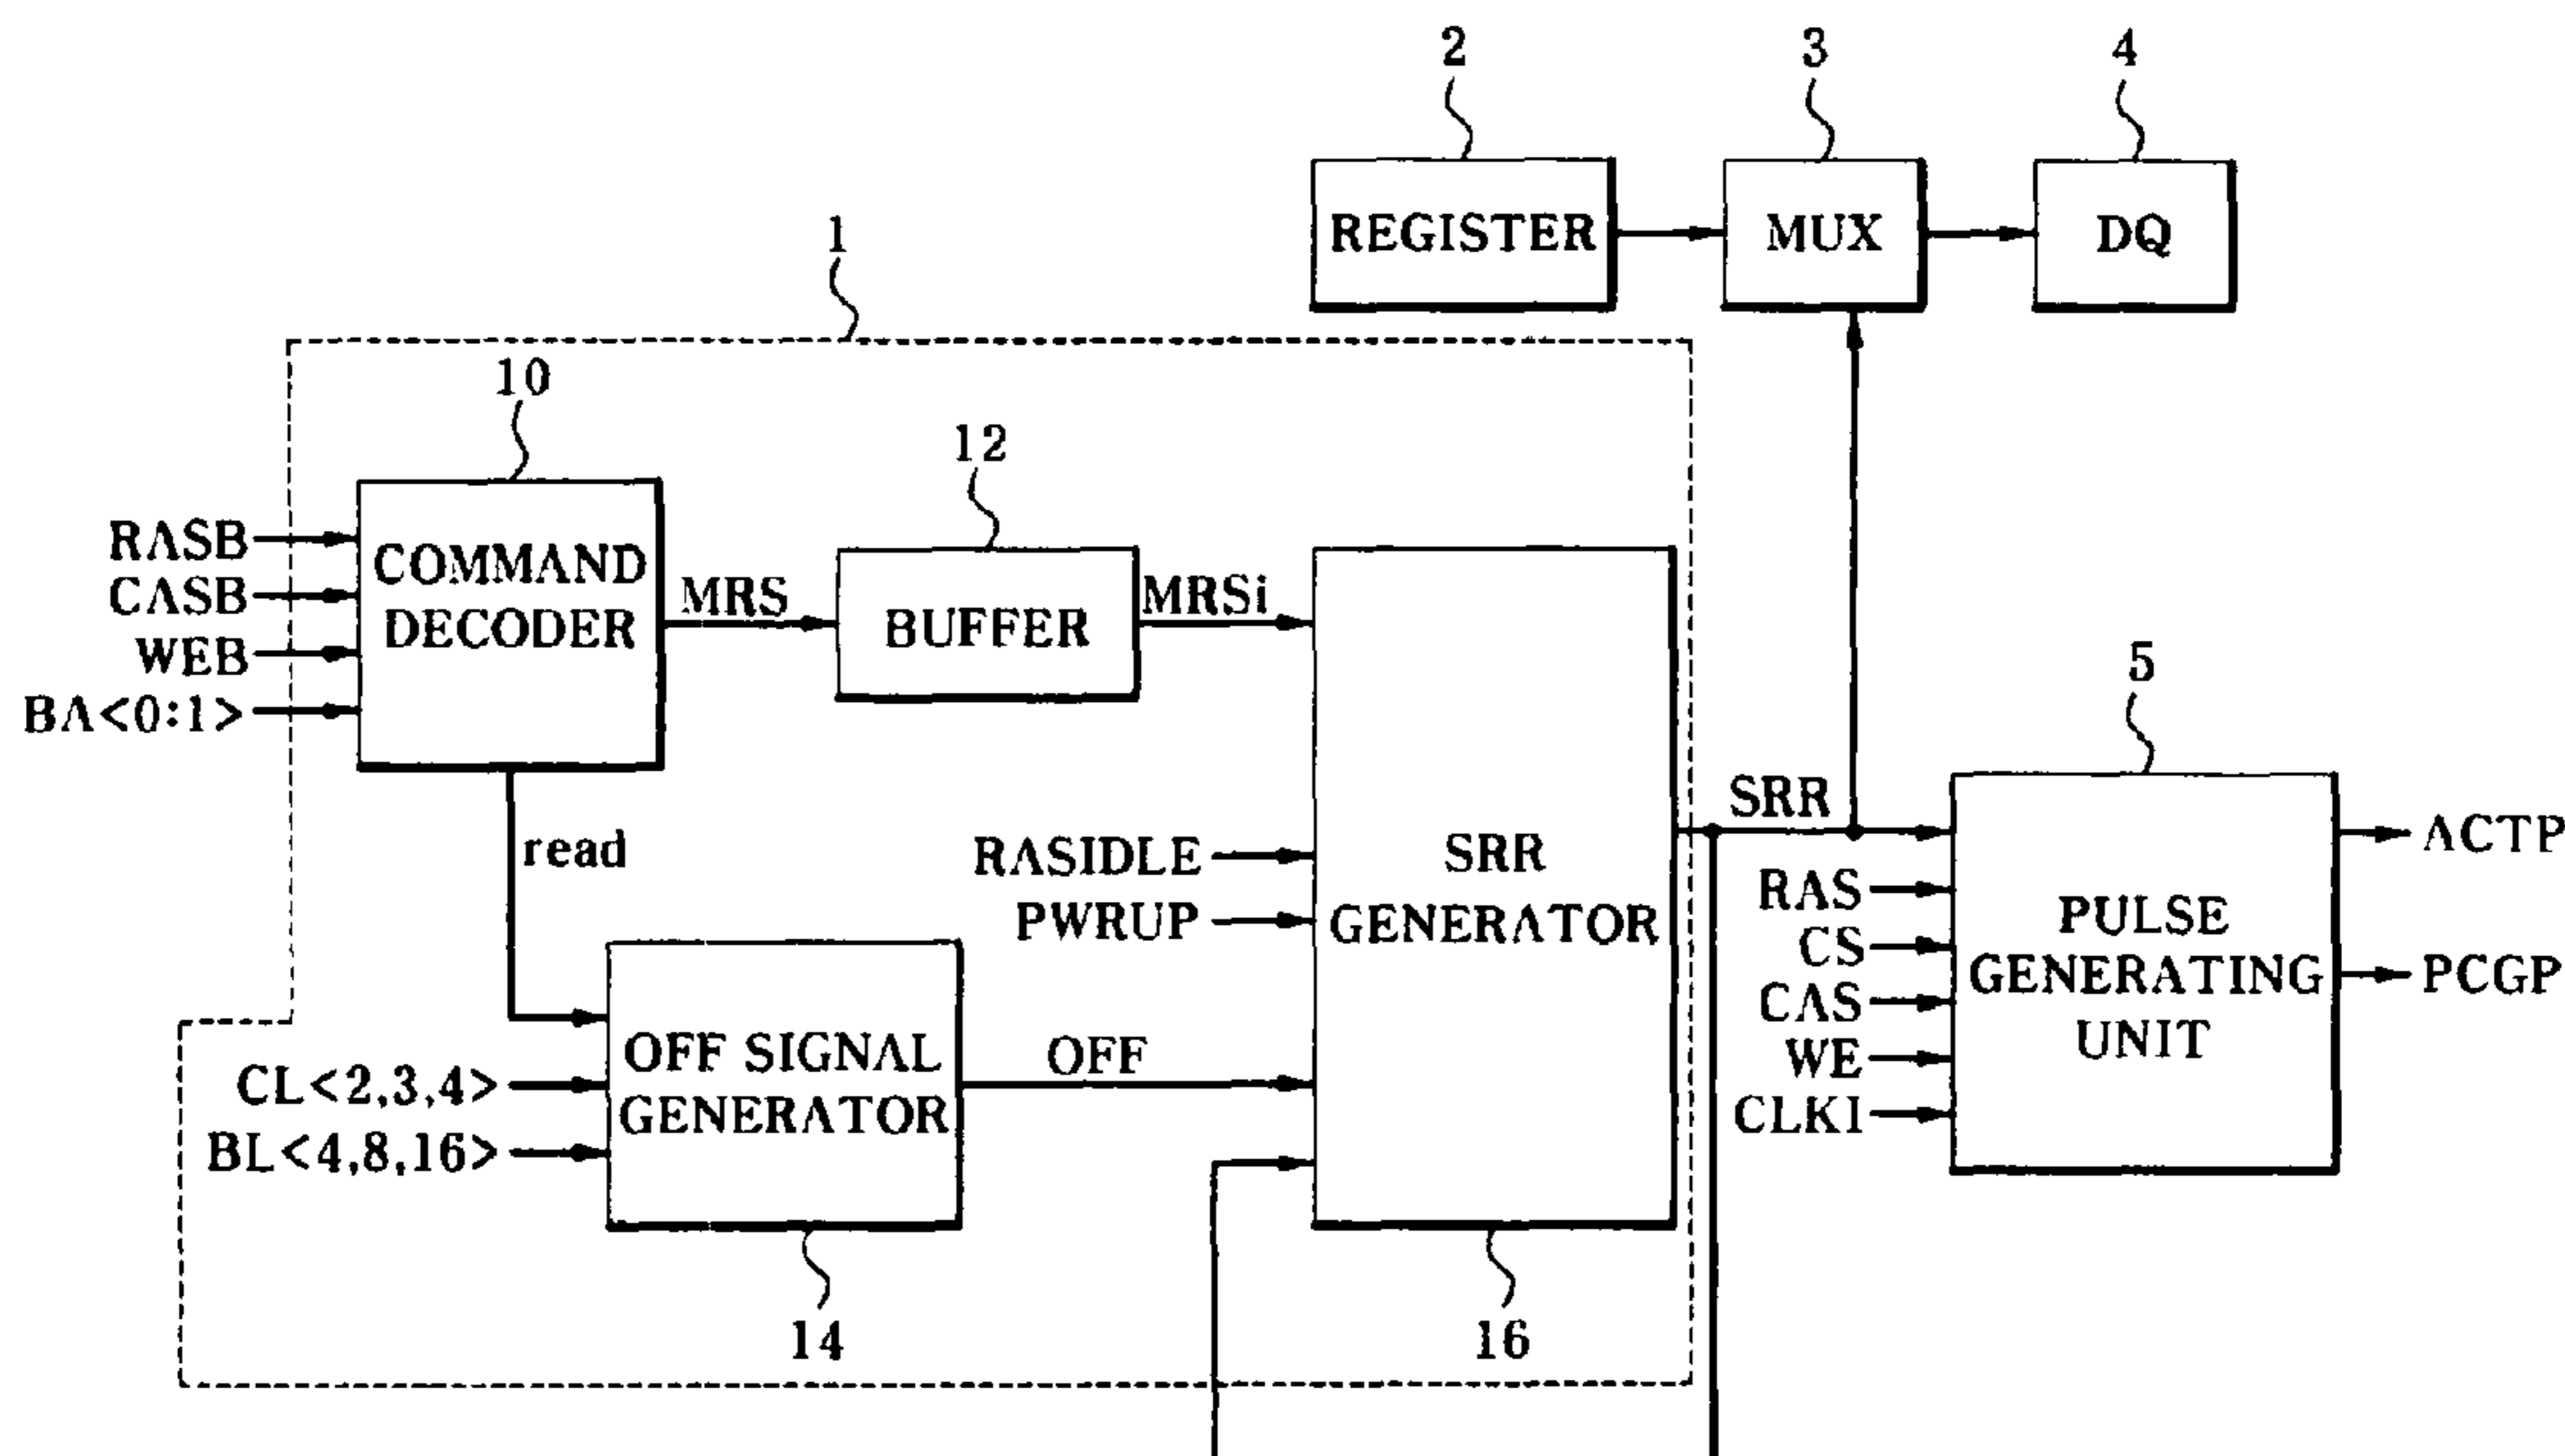 2
3
4
REGISTER
MUX
DQ
1
10
12
RASB
CASB
WEB
BA<0:1>
COMMAND
DECODER
MRS
BUFFER
MRSi
read
RASIDLE
PWRUP
SRR
GENERATOR
CL<2,3,4>
BL<4,8,16>
OFF SIGNAL
GENERATOR
OFF
14
16
SRR
5
RAS
CS
CAS
WE
CLKI
PULSE
GENERATING
UNIT
ACTP
PCGP